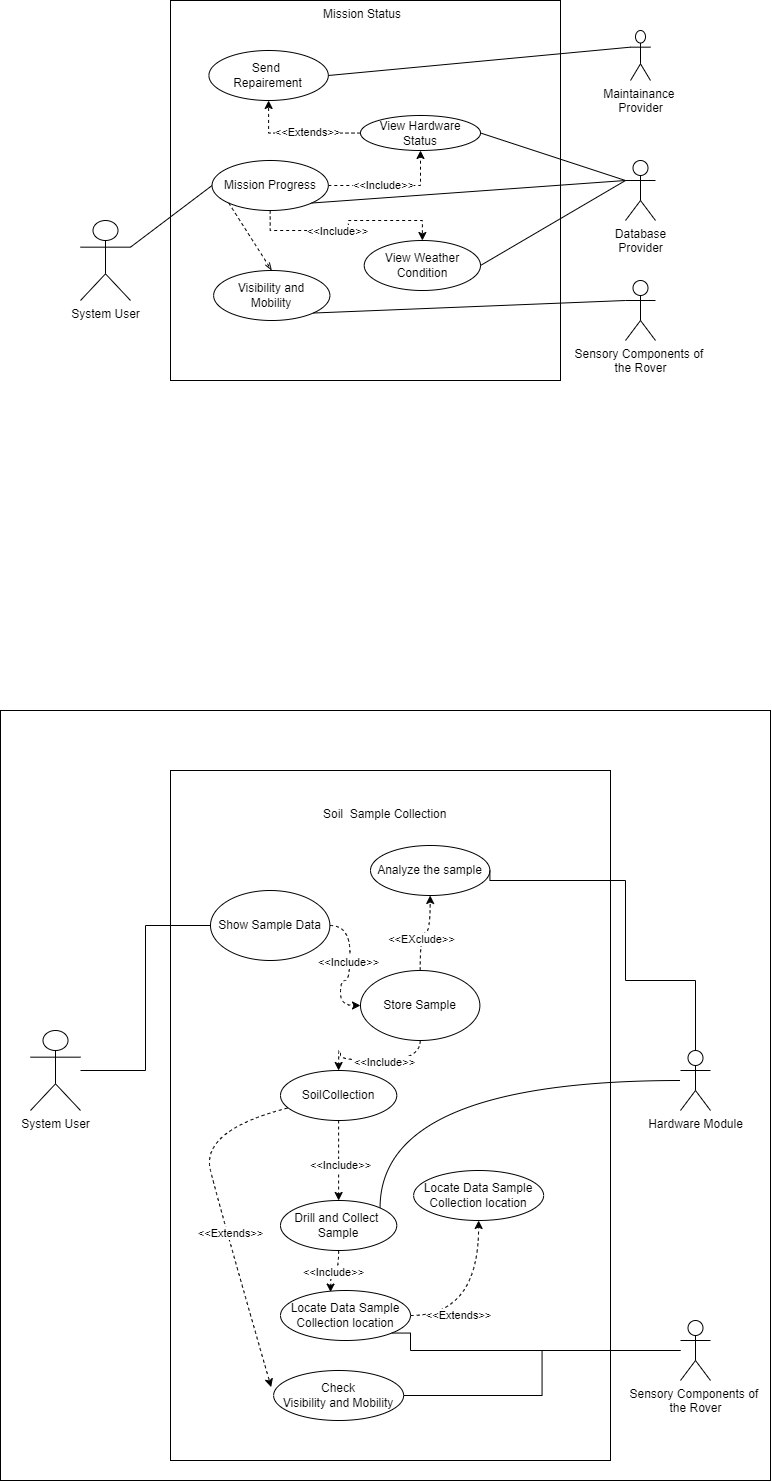 Mission Status
Send
Repairement
Maintainance
Provider
View Hardware
Status
<<Extends>>
Mission Progress
<<Include>>
Database
Provider
<<Include>>
View Weather
Condition
System User
Visibility and
Mobility
Sensory Components of
the Rover
Soil  Sample Collection
Analyze the sample
Show Sample Data
<<EXclude>>
<<Include>>
Store Sample
<<Include>>
SoilCollection
System User
Hardware Module
<<Include>>
Locate Data Sample
Collection location
Drill and Collect
Sample
<<Extends>>
<<Include>>
Locate Data Sample
Collection location
<<Extends>>
Check
Visibility and Mobility
Sensory Components of
the Rover